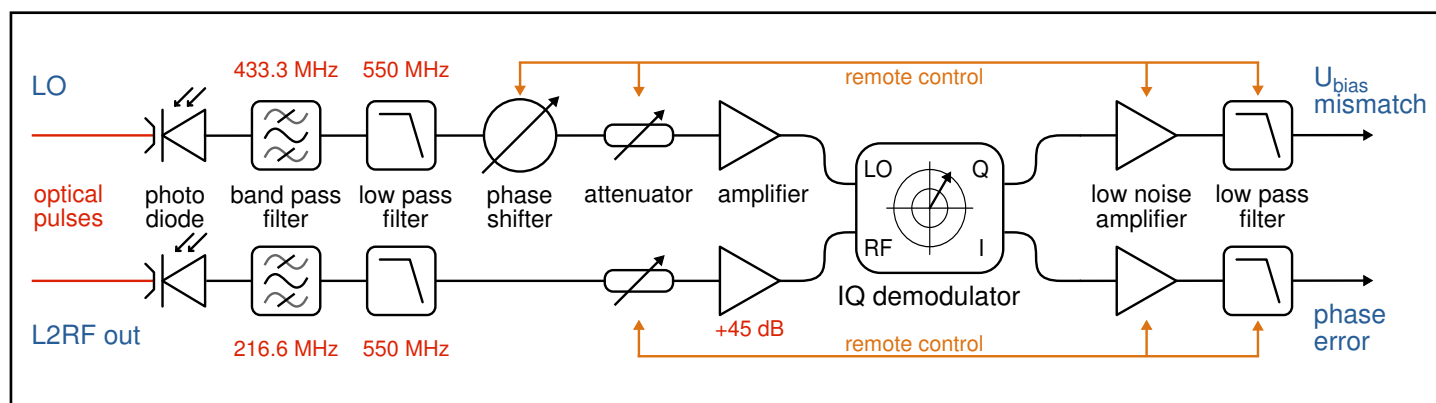 433.3 MHz
550 MHz
remote control
LO
U_bias
mismatch
optical
pulses
photo
diode
band pass
filter
low pass
filter
phase
shifter
attenuator
amplifier
LO
Q
RF
I
IQ demodulator
low noise
amplifier
low pass
filter
L2RF out
216.6 MHz
550 MHz
+45 dB
remote control
phase
error